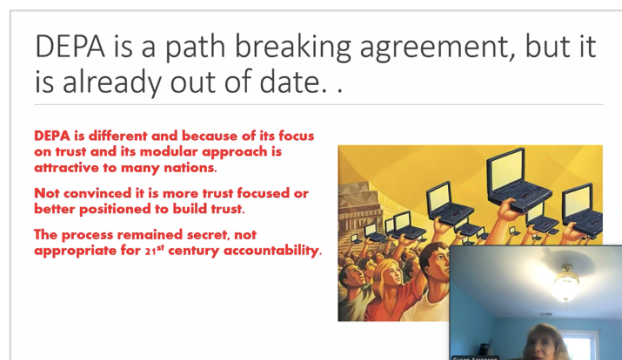 DEPA is a path breaking agreement, but it
is already out of date. .
DEPA is different and because of its focus
on trust and its modular approach is
attractive to many nations.
Not convinced it is more trust focused or
better positioned to build trust.
The process remained secret, not
appropriate for 21st century accountability.